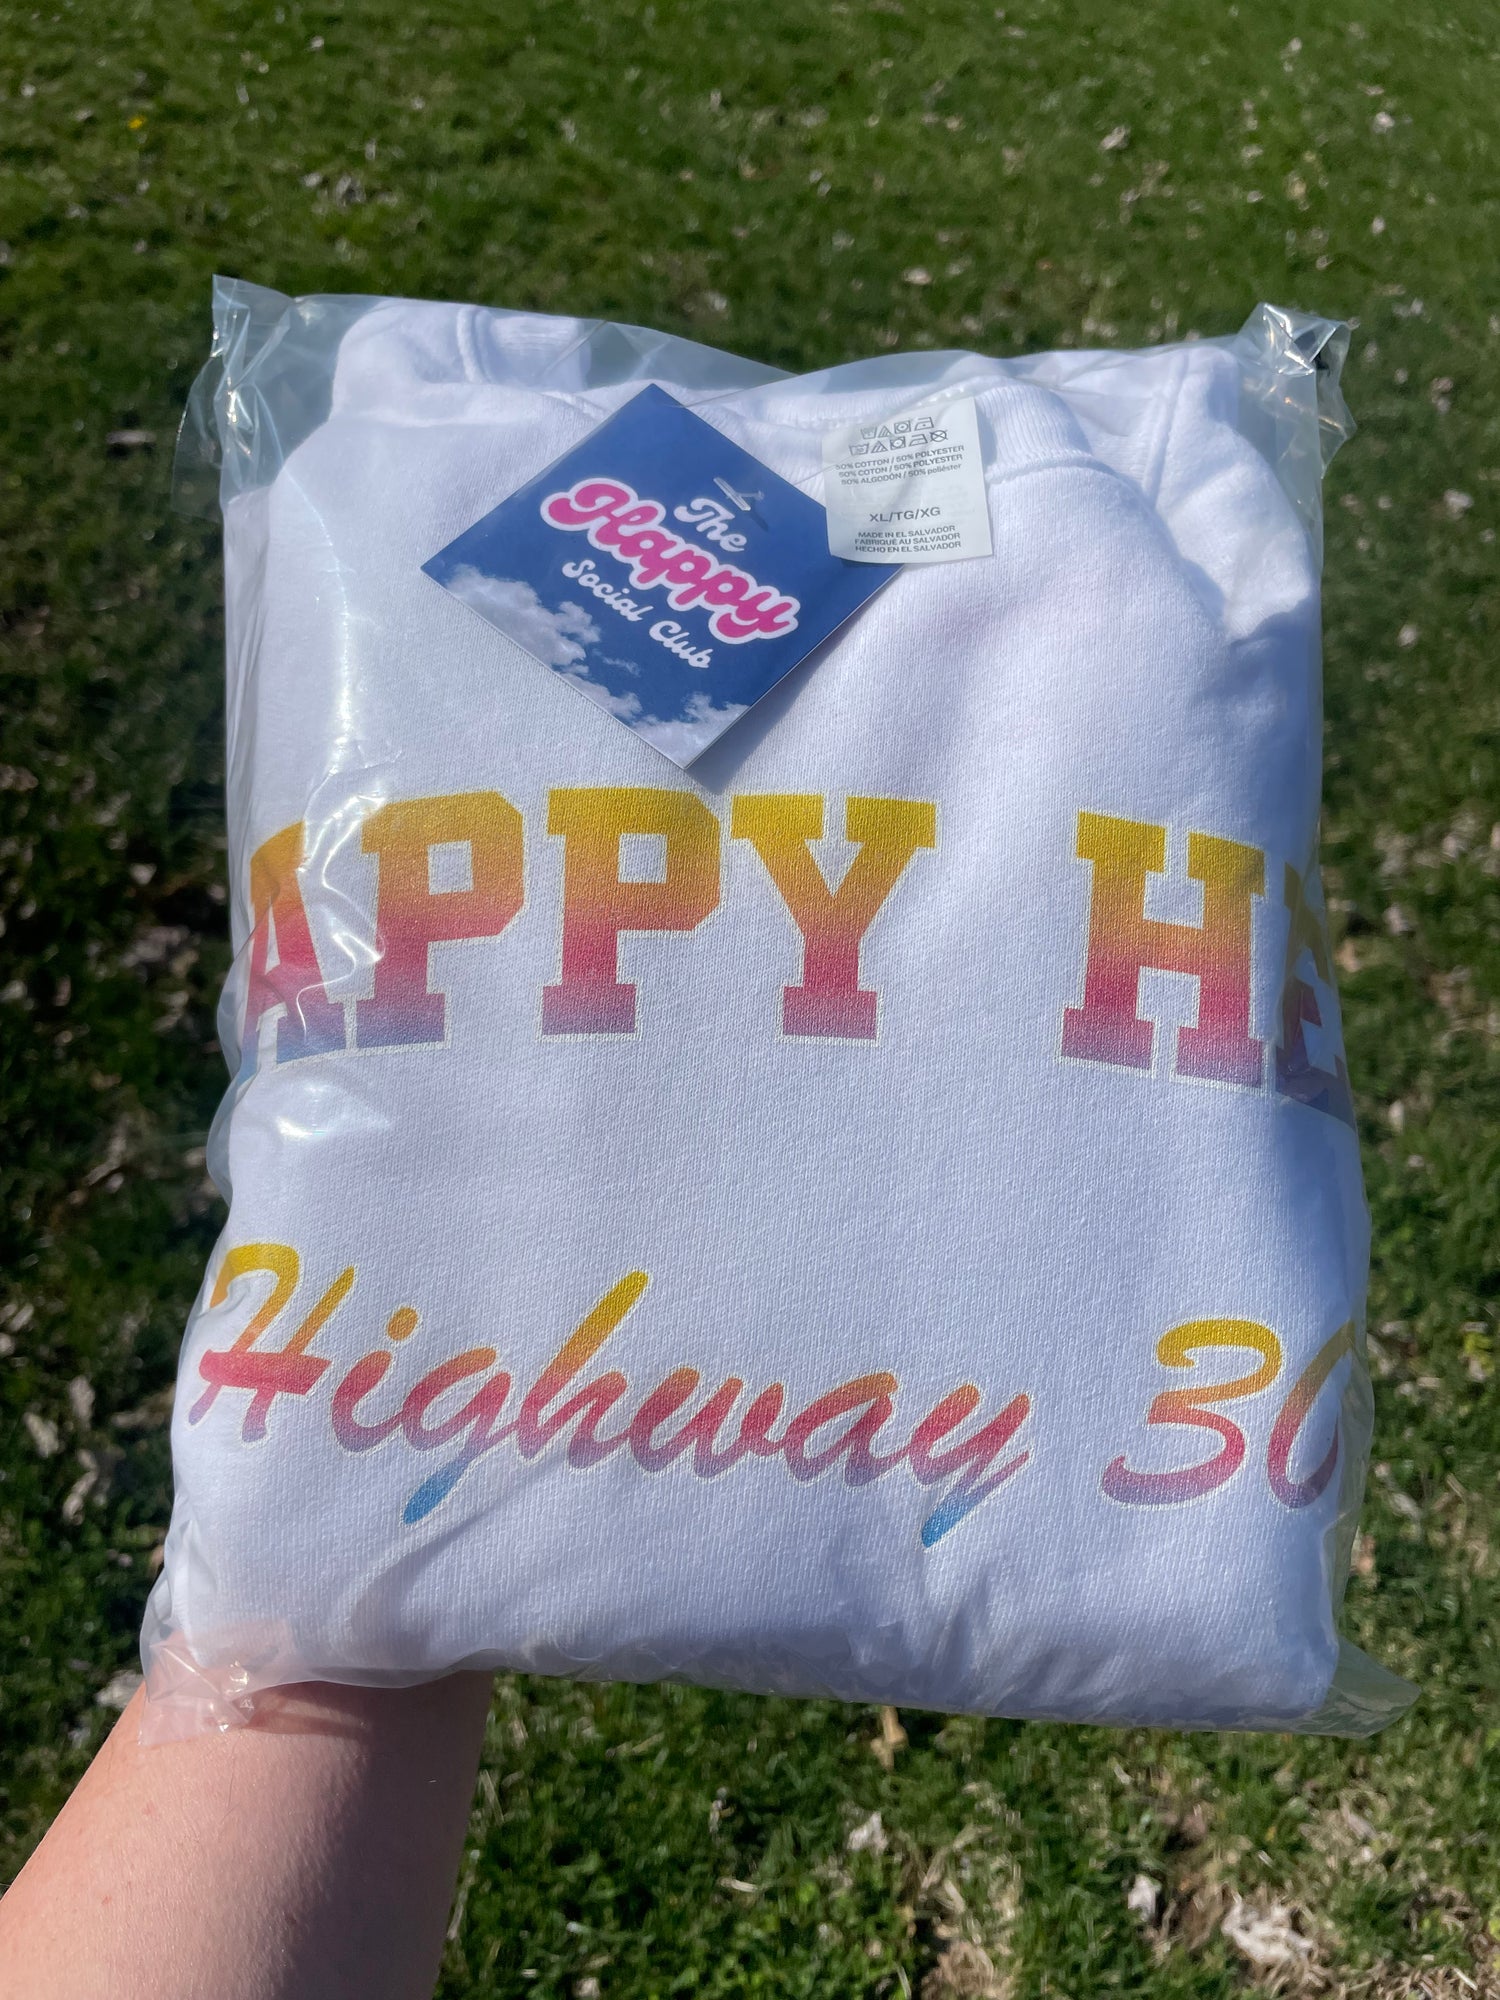 The
Happy
Social Club
50% COTTON / 50% POLYESTER
50% COTON / 50% POLYESTER
50% ALGODÓN / 50% poliéster
XL/TG/XG
MADE IN EL SALVADOR
FABRIQUÉ AU SALVADOR
HECHO EN EL SALVADOR
APPY HE
Highway 30